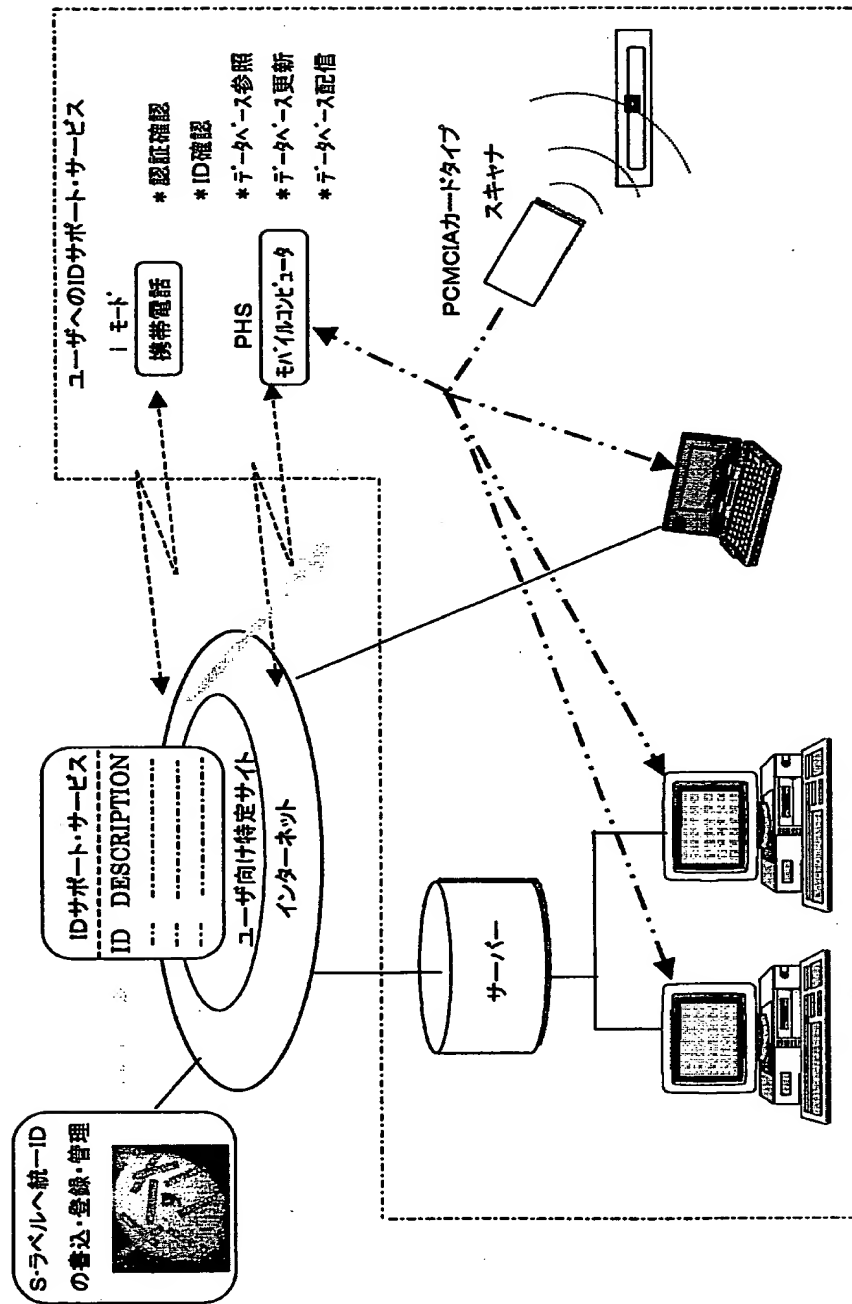 S-ラベルへ統一ID
の書込・登録・管理
IDサポート・サービス
ID DESCRIPTION
ユーザ向け特定サイト
インターネット
サーバー
ユーザへのIDサポート・サービス
i モード
携帯電話
PHS
モバイルコンピュータ
*認証確認
*ID確認
*データベース参照
*データベース更新
*データベース配信
PCMCIAカードタイプ
スキャナ